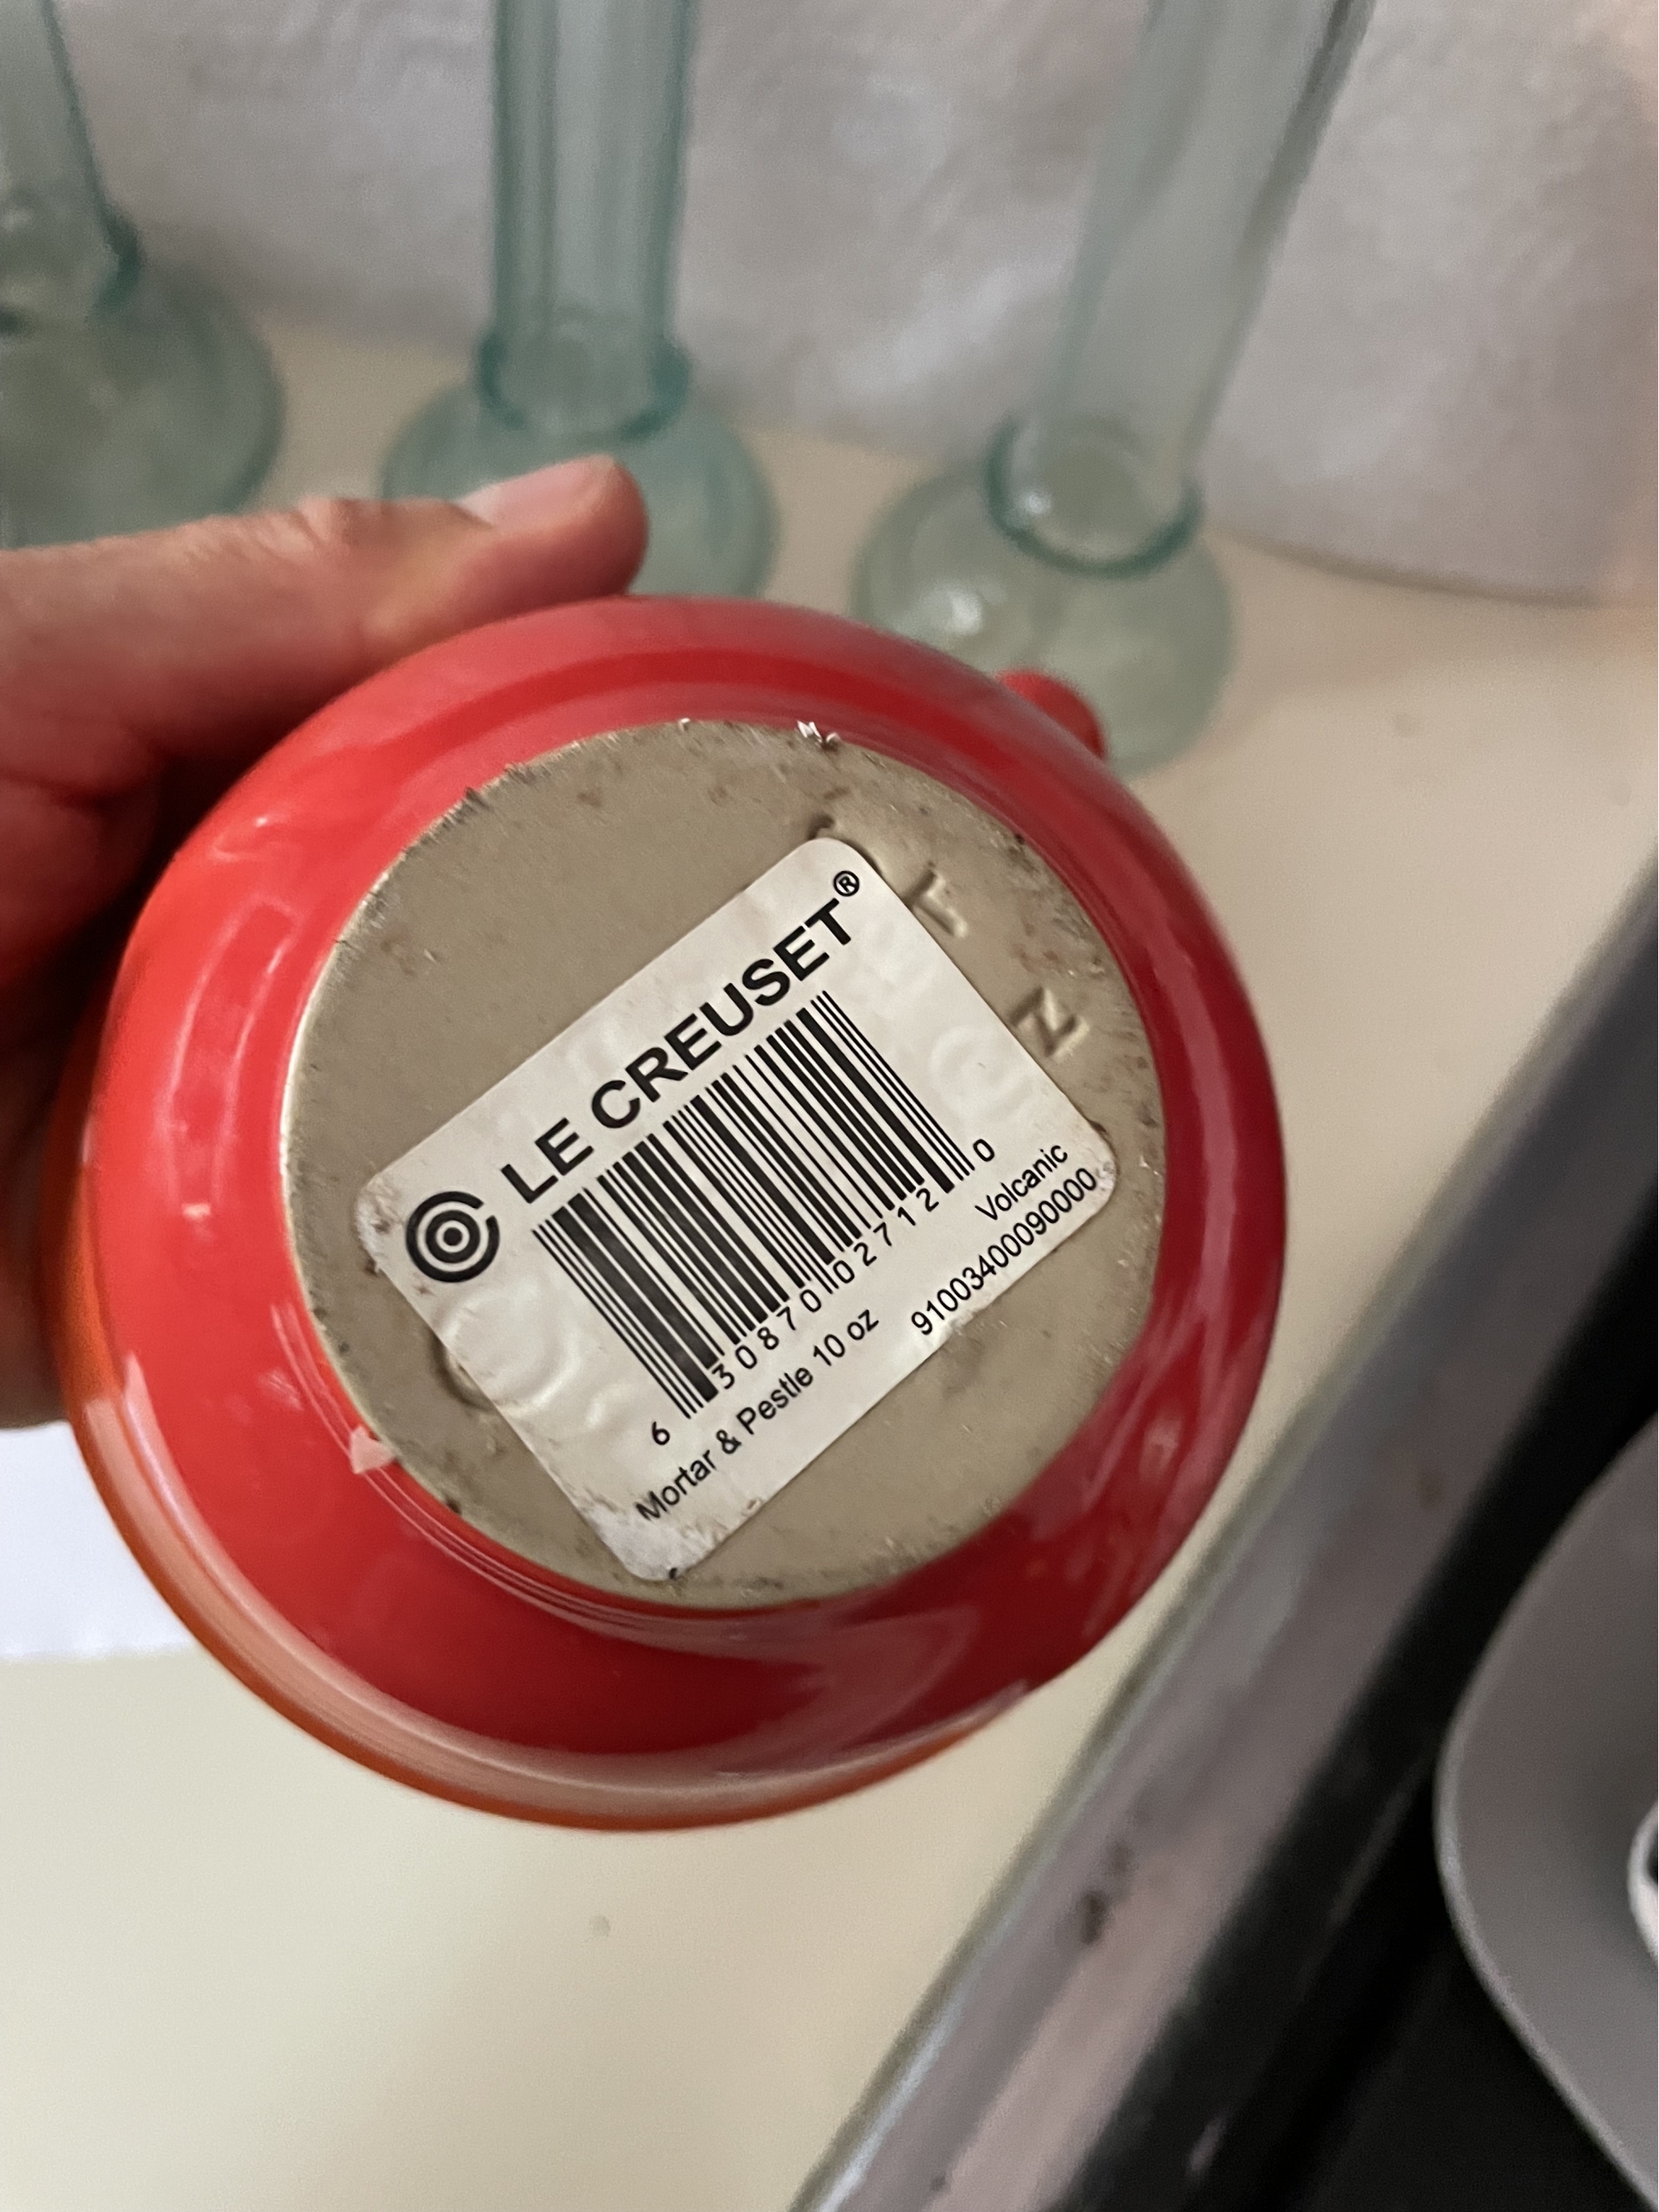 LE CREUSET®
6 30870 02712 0
Mortar & Pestle 10 oz
Volcanic
91003400090000